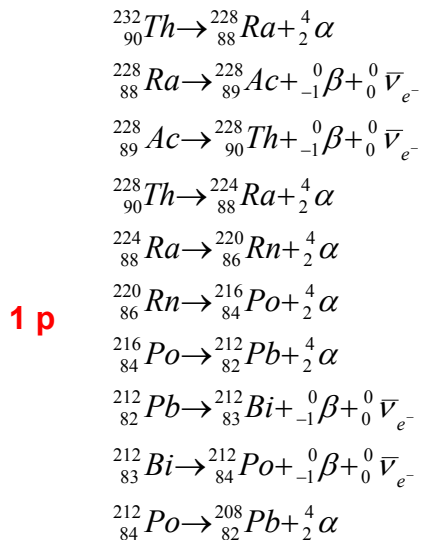 ²³²₉₀Th→²²⁸₈₈Ra+⁴₂α
²²⁸₈₈Ra→²²⁸₈₉Ac+⁰₋₁β+⁰₀ν̅ₑ₋
²²⁸₈₉Ac→²²⁸₉₀Th+⁰₋₁β+⁰₀ν̅ₑ₋
²²⁸₉₀Th→²²⁴₈₈Ra+⁴₂α
²²⁴₈₈Ra→²²⁰₈₆Rn+⁴₂α
²²⁰₈₆Rn→²¹⁶₈₄Po+⁴₂α
1 p
²¹⁶₈₄Po→²¹²₈₂Pb+⁴₂α
²¹²₈₂Pb→²¹²₈₃Bi+⁰₋₁β+⁰₀ν̅ₑ₋
²¹²₈₃Bi→²¹²₈₄Po+⁰₋₁β+⁰₀ν̅ₑ₋
²¹²₈₄Po→²⁰⁸₈₂Pb+⁴₂α